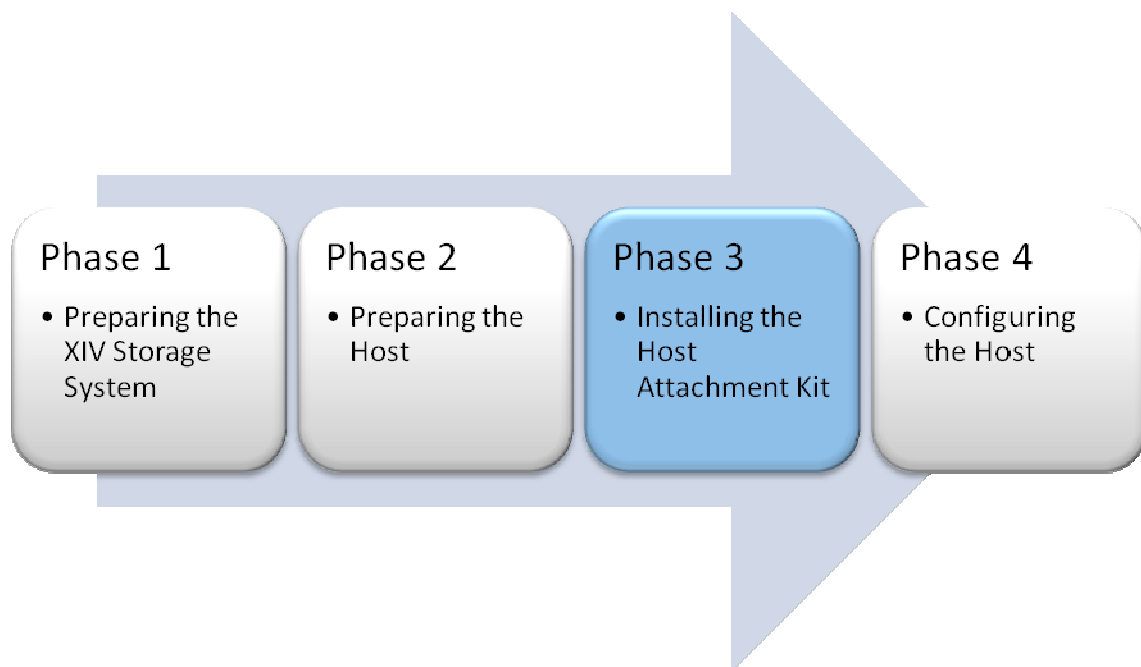 Phase 1
• Preparing the
XIV Storage
System
Phase 2
• Preparing the
Host
Phase 3
• Installing the
Host
Attachment Kit
Phase 4
• Configuring
the Host